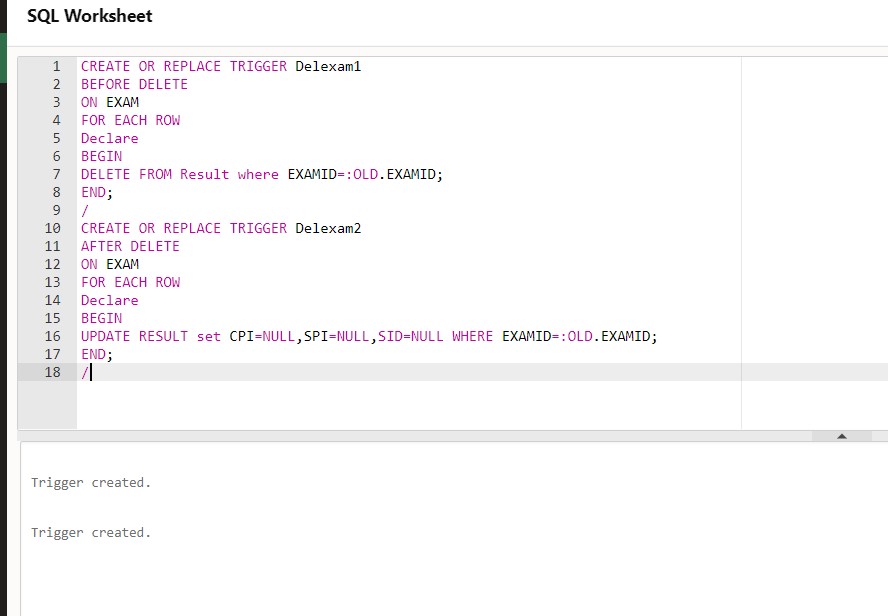 SQL Worksheet
1 CREATE OR REPLACE TRIGGER Delexam1
2 BEFORE DELETE
3 ON EXAM
4 FOR EACH ROW
5 Declare
6 BEGIN
7 DELETE FROM Result where EXAMID=:OLD.EXAMID;
8 END;
9 /
10 CREATE OR REPLACE TRIGGER Delexam2
11 AFTER DELETE
12 ON EXAM
13 FOR EACH ROW
14 Declare
15 BEGIN
16 UPDATE RESULT set CPI=NULL,SPI=NULL,SID=NULL WHERE EXAMID=:OLD.EXAMID;
17 END;
18 /
Trigger created.
Trigger created.